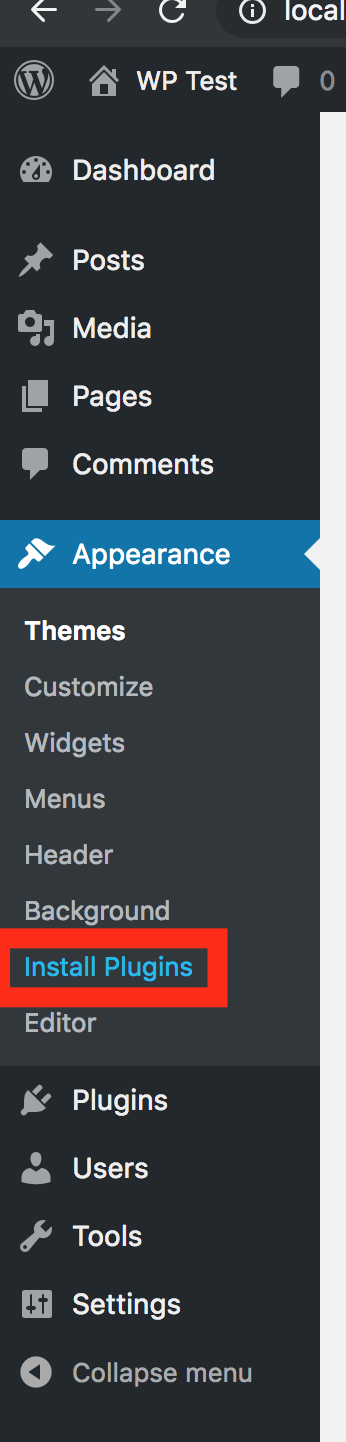 local
WP Test 0
Dashboard
Posts
Media
Pages
Comments
Appearance
Themes
Customize
Widgets
Menus
Header
Background
Install Plugins
Editor
Plugins
Users
Tools
Settings
Collapse menu